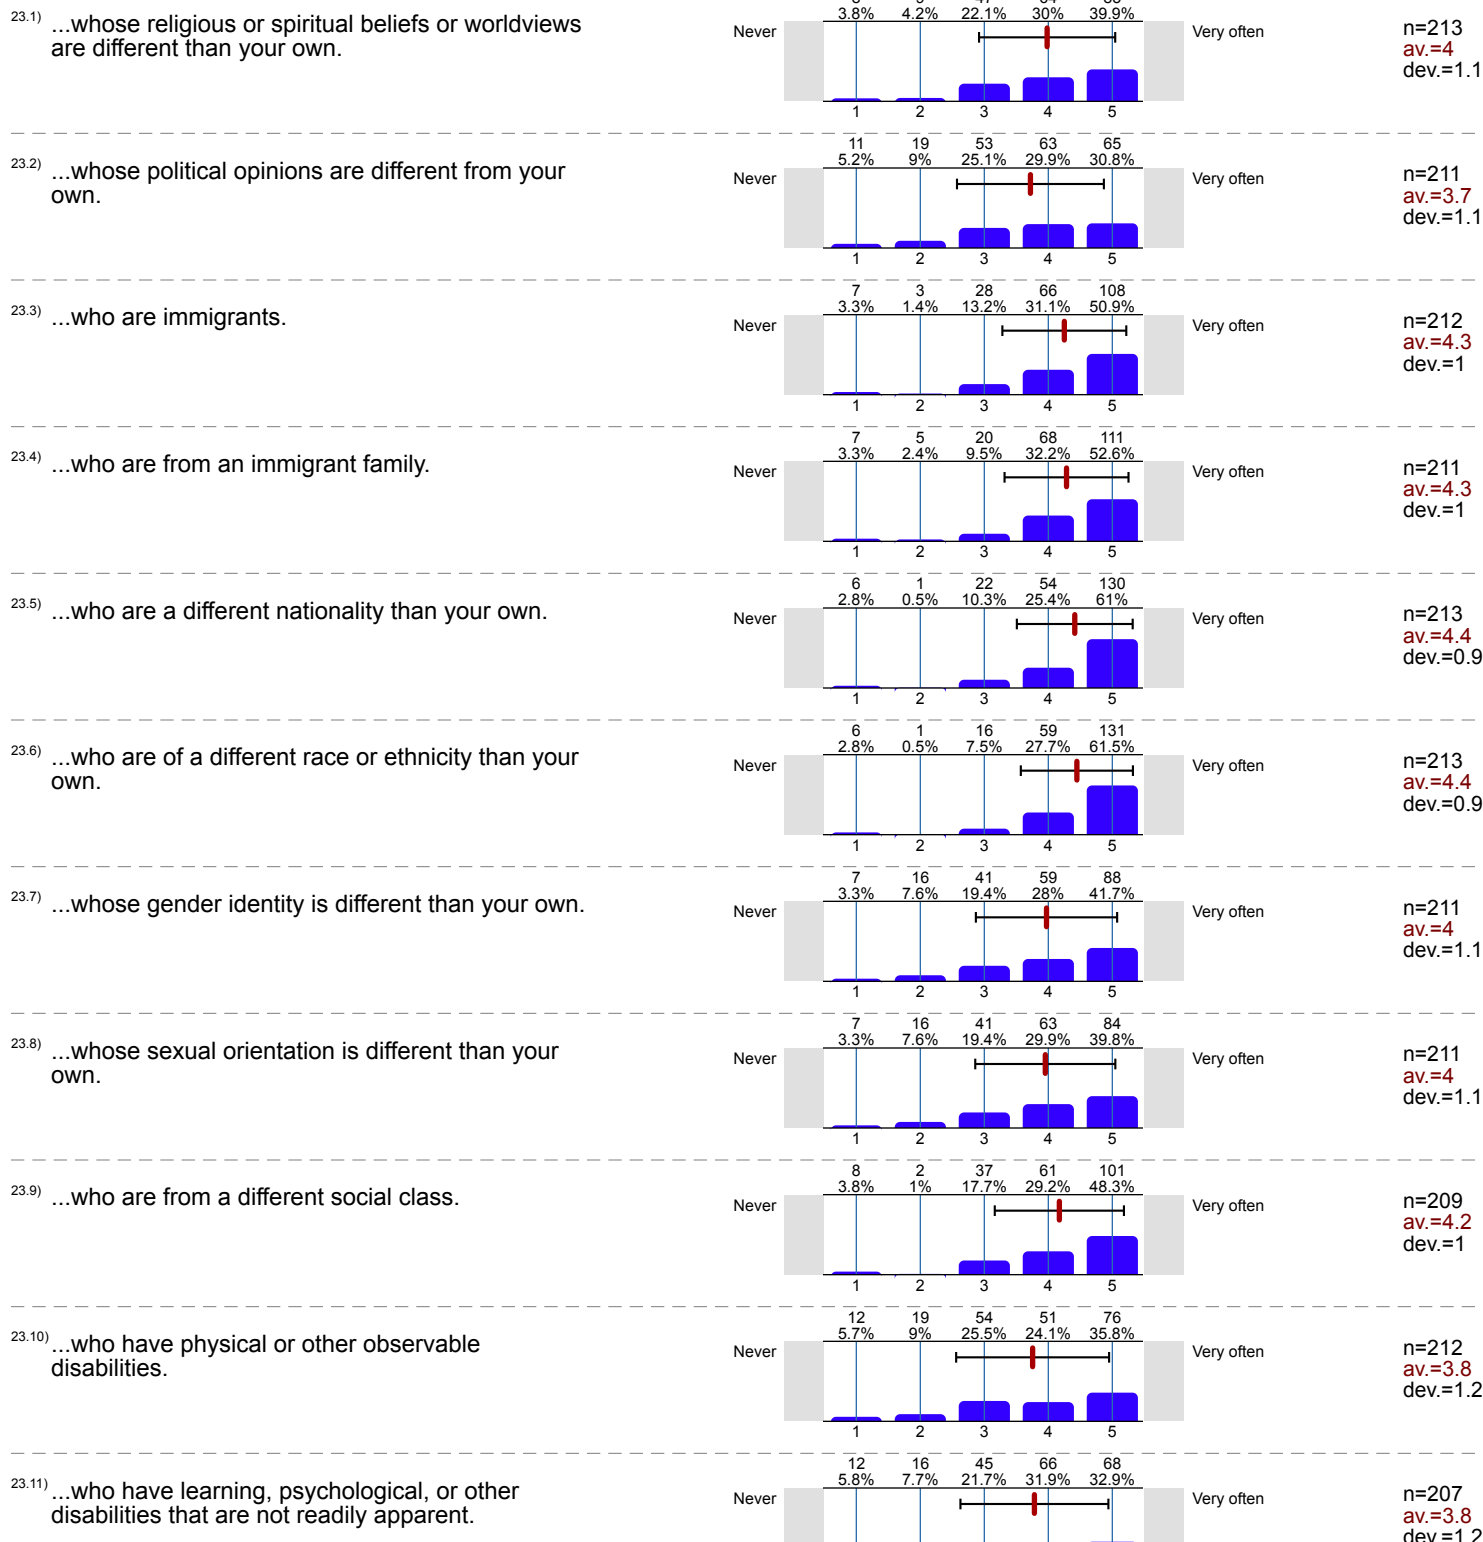 3.8% 4.2% 22.1% 30% 39.9%
23.1) ...whose religious or spiritual beliefs or worldviews
are different than your own.
Never Very often
n=213
av.=4
dev.=1.1
1 2 3 4 5
11 19 53 63 65
5.2% 9% 25.1% 29.9% 30.8%
23.2) ...whose political opinions are different from your
own.
Never Very often
n=211
av.=3.7
dev.=1.1
1 2 3 4 5
7 3 28 66 108
3.3% 1.4% 13.2% 31.1% 50.9%
23.3) ...who are immigrants.
Never Very often
n=212
av.=4.3
dev.=1
1 2 3 4 5
7 5 20 68 111
3.3% 2.4% 9.5% 32.2% 52.6%
23.4) ...who are from an immigrant family.
Never Very often
n=211
av.=4.3
dev.=1
1 2 3 4 5
6 1 22 54 130
2.8% 0.5% 10.3% 25.4% 61%
23.5) ...who are a different nationality than your own.
Never Very often
n=213
av.=4.4
dev.=0.9
1 2 3 4 5
6 1 16 59 131
2.8% 0.5% 7.5% 27.7% 61.5%
23.6) ...who are of a different race or ethnicity than your
own.
Never Very often
n=213
av.=4.4
dev.=0.9
1 2 3 4 5
7 16 41 59 88
3.3% 7.6% 19.4% 28% 41.7%
23.7) ...whose gender identity is different than your own.
Never Very often
n=211
av.=4
dev.=1.1
1 2 3 4 5
7 16 41 63 84
3.3% 7.6% 19.4% 29.9% 39.8%
23.8) ...whose sexual orientation is different than your
own.
Never Very often
n=211
av.=4
dev.=1.1
1 2 3 4 5
8 2 37 61 101
3.8% 1% 17.7% 29.2% 48.3%
23.9) ...who are from a different social class.
Never Very often
n=209
av.=4.2
dev.=1
1 2 3 4 5
12 19 54 51 76
5.7% 9% 25.5% 24.1% 35.8%
23.10) ...who have physical or other observable
disabilities.
Never Very often
n=212
av.=3.8
dev.=1.2
1 2 3 4 5
12 16 45 66 68
5.8% 7.7% 21.7% 31.9% 32.9%
23.11) ...who have learning, psychological, or other
disabilities that are not readily apparent.
Never Very often
n=207
av.=3.8
dev.=1.2